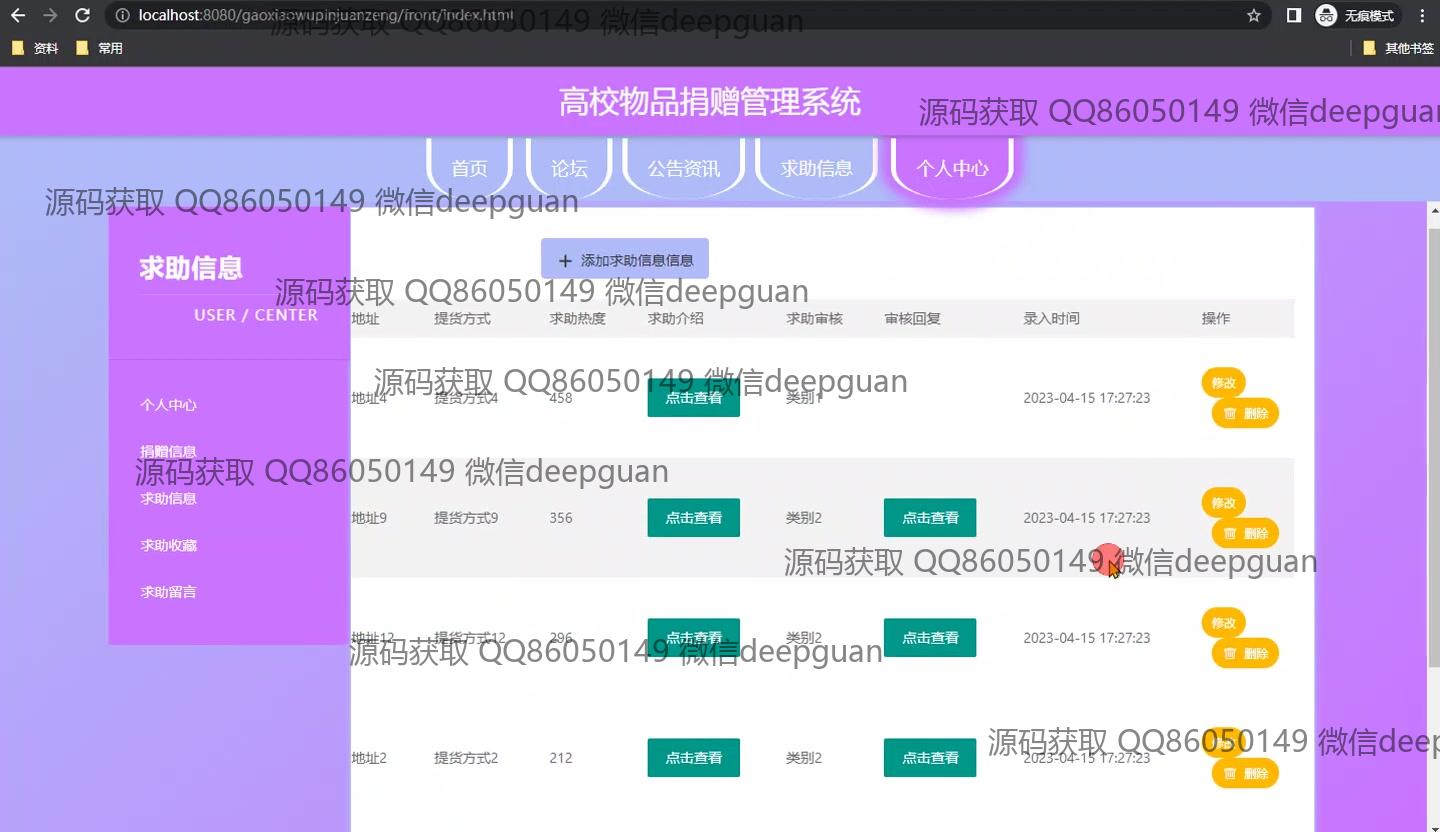 localhost:8080/gaoxiaowupinjuanzeng/front/index.html
无痕模式
源码获取 QQ86050149 微信deepguan
资料 常用 其他书签
高校物品捐赠管理系统
源码获取 QQ86050149 微信deepguan
首页 论坛 公告资讯 求助信息 个人中心
源码获取 QQ86050149 微信deepguan
求助信息
USER / CENTER
个人中心
捐赠信息
求助信息
求助收藏
求助留言
+ 添加求助信息信息
源码获取 QQ86050149 微信deepguan
地址 提货方式 求助热度 求助介绍 求助审核 审核回复 录入时间 操作
源码获取 QQ86050149 微信deepguan
地址4 提货方式4 458 点击查看 类别1 2023-04-15 17:27:23 修改 删除
源码获取 QQ86050149 微信deepguan
地址9 提货方式9 356 点击查看 类别2 点击查看 2023-04-15 17:27:23 修改 删除
源码获取 QQ86050149 微信deepguan
地址12 提货方式12 296 点击查看 类别2 点击查看 2023-04-15 17:27:23 修改 删除
源码获取 QQ86050149 微信deepguan
地址2 提货方式2 212 点击查看 类别2 点击查看 2023-04-15 17:27:23 修改 删除
源码获取 QQ86050149 微信deep